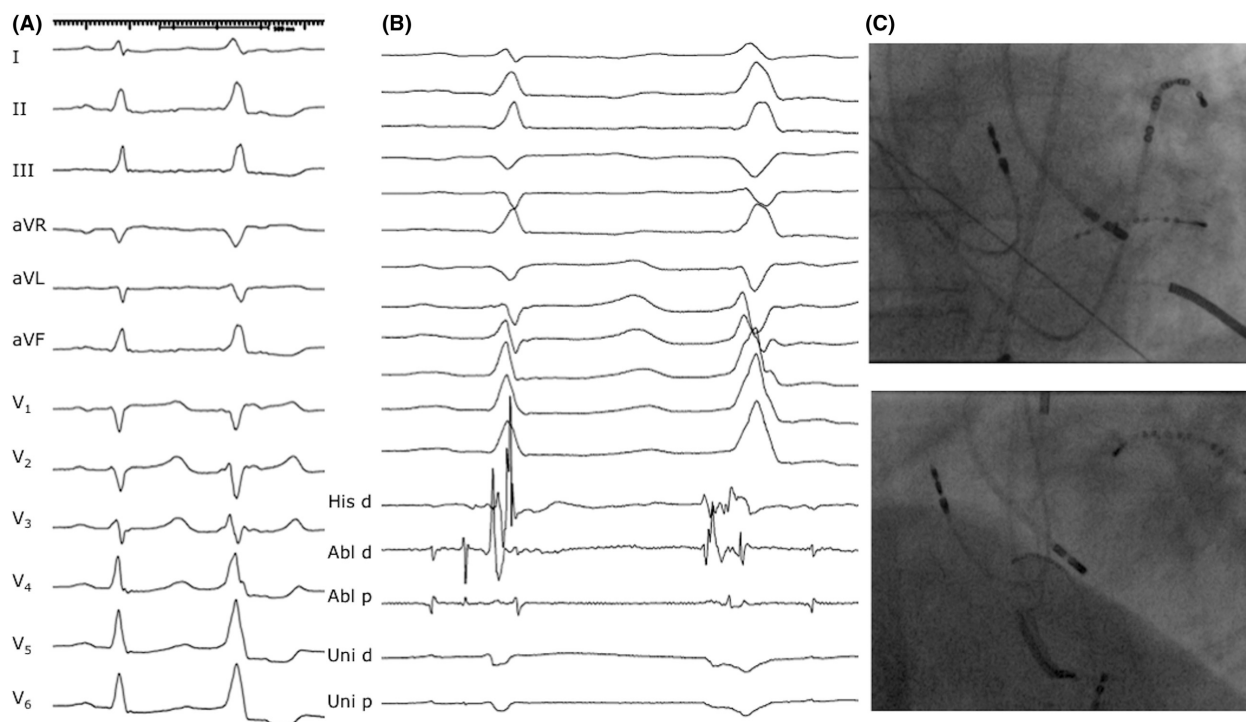 (A)
I
II
III
aVR
aVL
aVF
V1
V2
V3
V4
V5
V6
(B)
His d
Abl d
Abl p
Uni d
Uni p
(C)